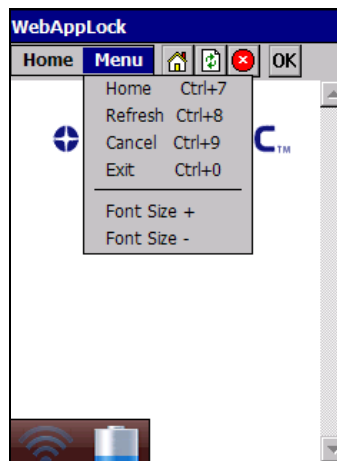 WebAppLock
Home Menu OK
Home Ctrl+7
Refresh Ctrl+8
Cancel Ctrl+9
Exit Ctrl+0
Font Size +
Font Size -
C™